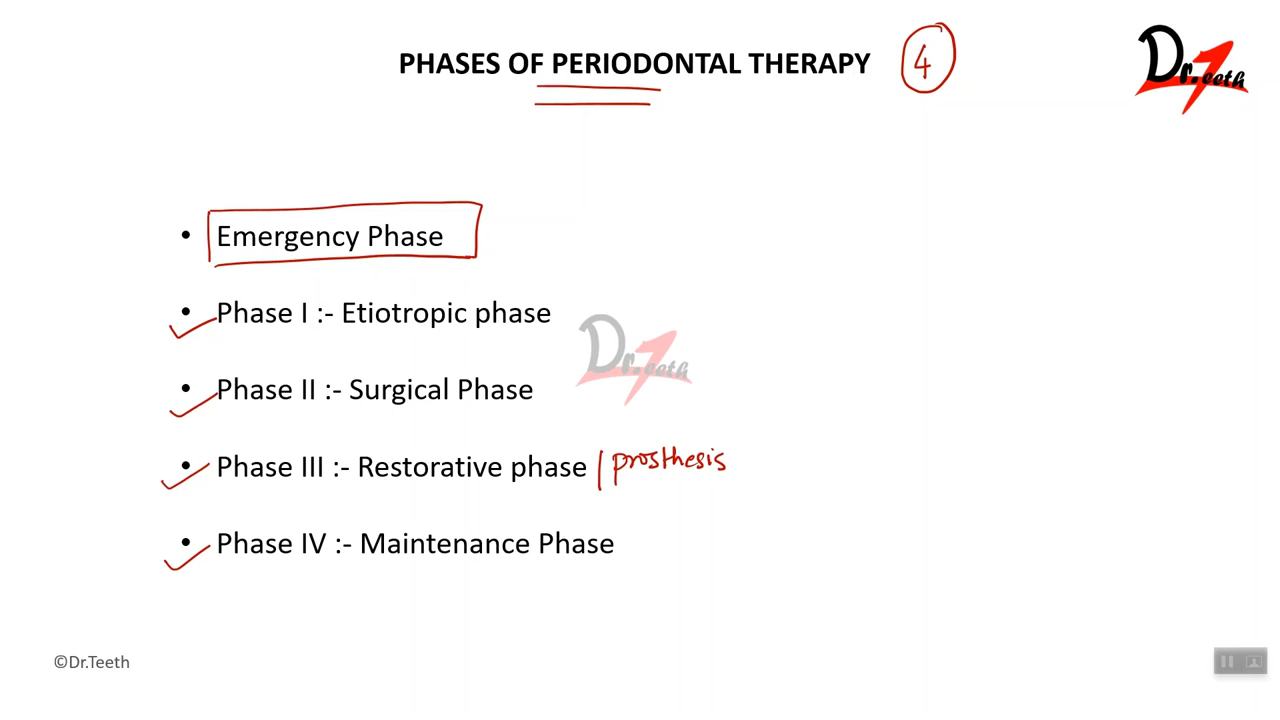 PHASES OF PERIODONTAL THERAPY 4
Dr.Teeth
• Emergency Phase
• Phase I :- Etiotropic phase
Dr.Teeth
• Phase II :- Surgical Phase
• Phase III :- Restorative phase | prosthesis
• Phase IV :- Maintenance Phase
©Dr.Teeth